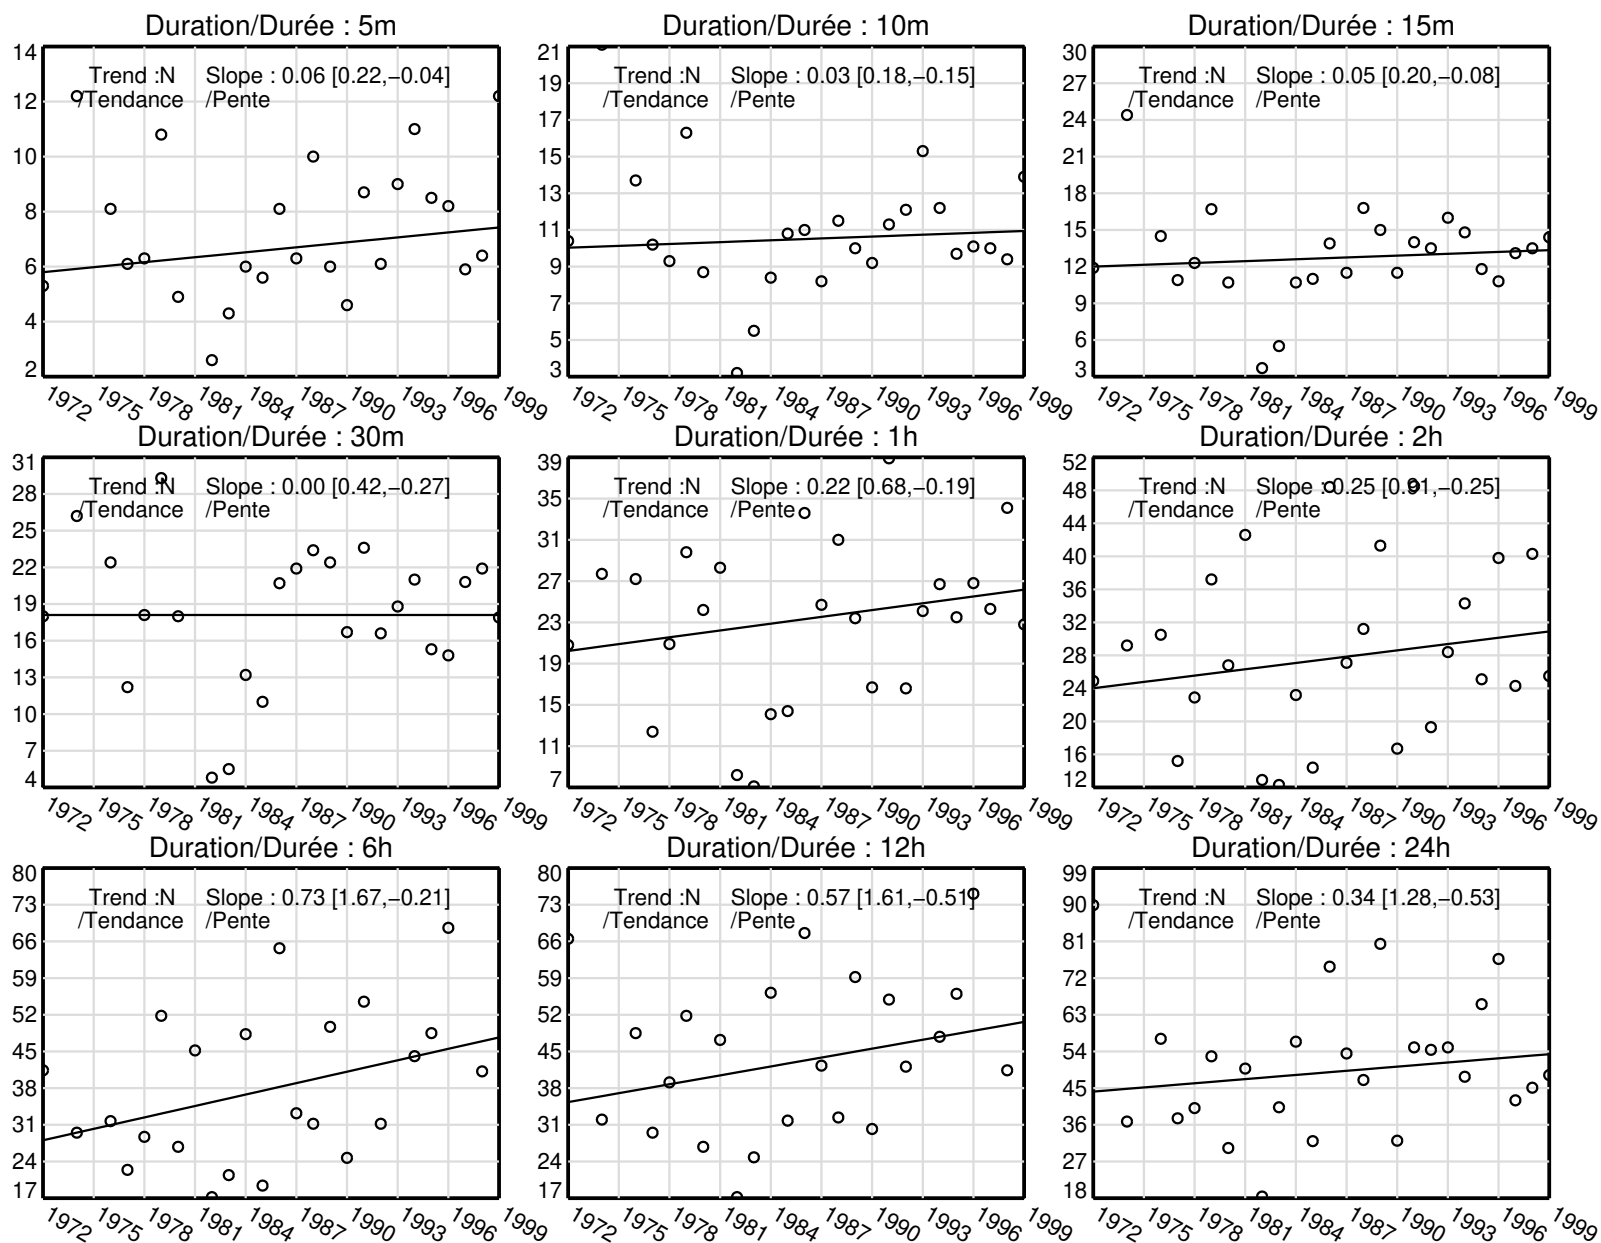 Duration/Durée : 5m
14
12
10
8
6
4
2
Trend :N Slope : 0.06 [0.22,−0.04]
/Tendance /Pente
1972 1975 1978 1981 1984 1987 1990 1993 1996 1999
Duration/Durée : 10m
21
19
17
15
13
11
9
7
5
3
Trend :N Slope : 0.03 [0.18,−0.15]
/Tendance /Pente
1972 1975 1978 1981 1984 1987 1990 1993 1996 1999
Duration/Durée : 15m
30
27
24
21
18
15
12
9
6
3
Trend :N Slope : 0.05 [0.20,−0.08]
/Tendance /Pente
1972 1975 1978 1981 1984 1987 1990 1993 1996 1999
Duration/Durée : 30m
31
28
25
22
19
16
13
10
7
4
Trend :N Slope : 0.00 [0.42,−0.27]
/Tendance /Pente
1972 1975 1978 1981 1984 1987 1990 1993 1996 1999
Duration/Durée : 1h
39
35
31
27
23
19
15
11
7
Trend :N Slope : 0.22 [0.68,−0.19]
/Tendance /Pente
1972 1975 1978 1981 1984 1987 1990 1993 1996 1999
Duration/Durée : 2h
52
48
44
40
36
32
28
24
20
16
12
Trend :N Slope : 0.25 [0.91,−0.25]
/Tendance /Pente
1972 1975 1978 1981 1984 1987 1990 1993 1996 1999
Duration/Durée : 6h
80
73
66
59
52
45
38
31
24
17
Trend :N Slope : 0.73 [1.67,−0.21]
/Tendance /Pente
1972 1975 1978 1981 1984 1987 1990 1993 1996 1999
Duration/Durée : 12h
80
73
66
59
52
45
38
31
24
17
Trend :N Slope : 0.57 [1.61,−0.51]
/Tendance /Pente
1972 1975 1978 1981 1984 1987 1990 1993 1996 1999
Duration/Durée : 24h
99
90
81
72
63
54
45
36
27
18
Trend :N Slope : 0.34 [1.28,−0.53]
/Tendance /Pente
1972 1975 1978 1981 1984 1987 1990 1993 1996 1999